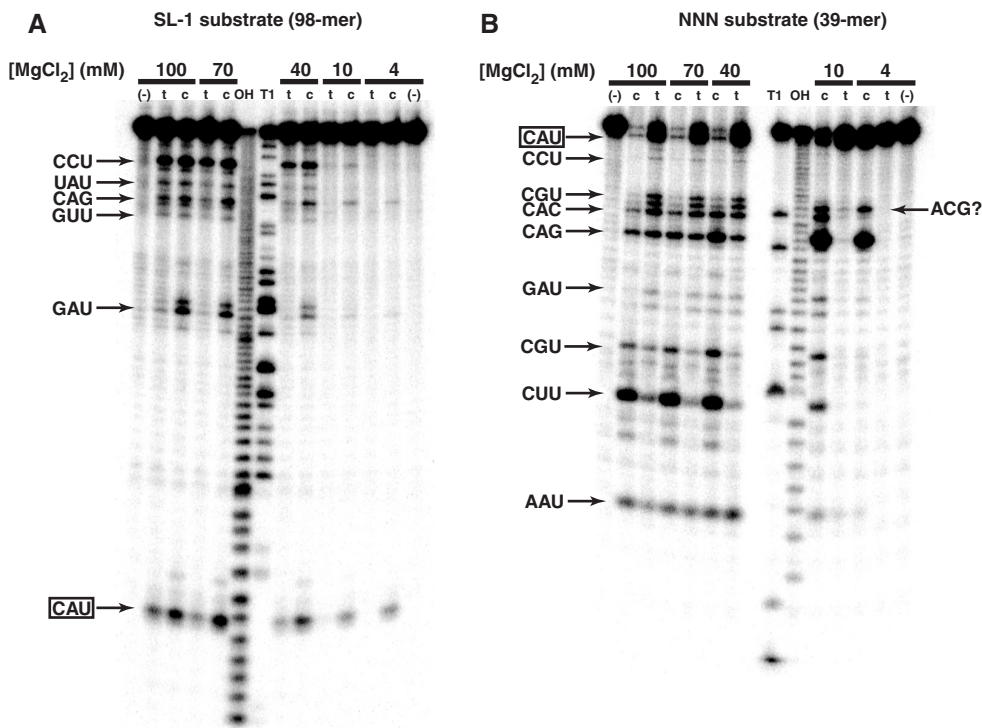 A
SL-1 substrate (98-mer)
[MgCl2] (mM)
100 70 40 10 4
(-) t c t c OH T1 t c t c t c (-)
CCU
UAU
CAG
GUU
GAU
CAU
B
NNN substrate (39-mer)
[MgCl2] (mM)
100 70 40 10 4
(-) c t c t c t T1 OH c t c t (-)
CAU
CCU
CGU
CAC
ACG?
CAG
GAU
CGU
CUU
AAU